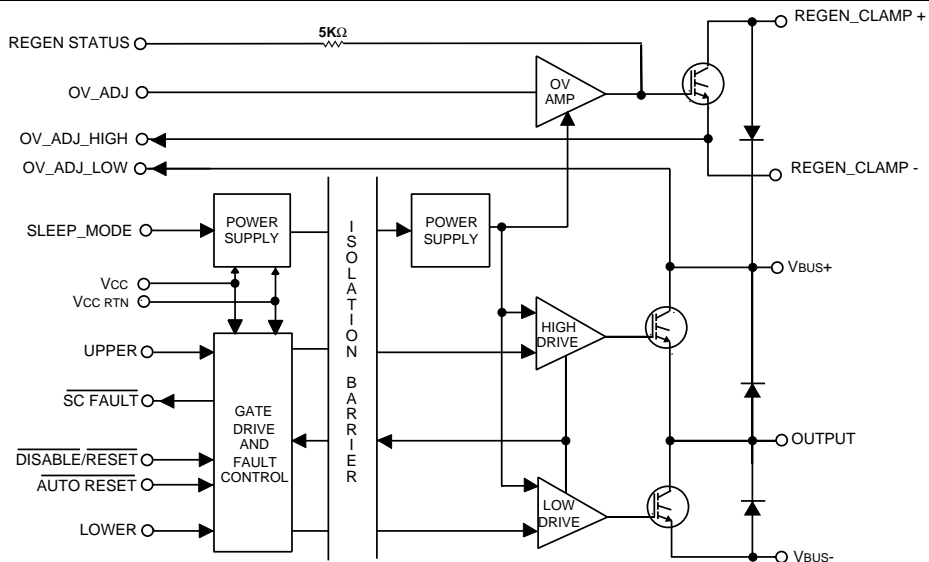 REGEN_CLAMP +
5KΩ
REGEN STATUS
OV
AMP
OV_ADJ
OV_ADJ_HIGH
OV_ADJ_LOW
REGEN_CLAMP -
SLEEP_MODE
POWER
SUPPLY
ISOLATION BARRIER
POWER
SUPPLY
VCC
VCC RTN
VBUS+
HIGH
DRIVE
UPPER
SC FAULT
GATE
DRIVE
AND
FAULT
CONTROL
DISABLE/RESET
AUTO RESET
LOWER
OUTPUT
LOW
DRIVE
VBUS-